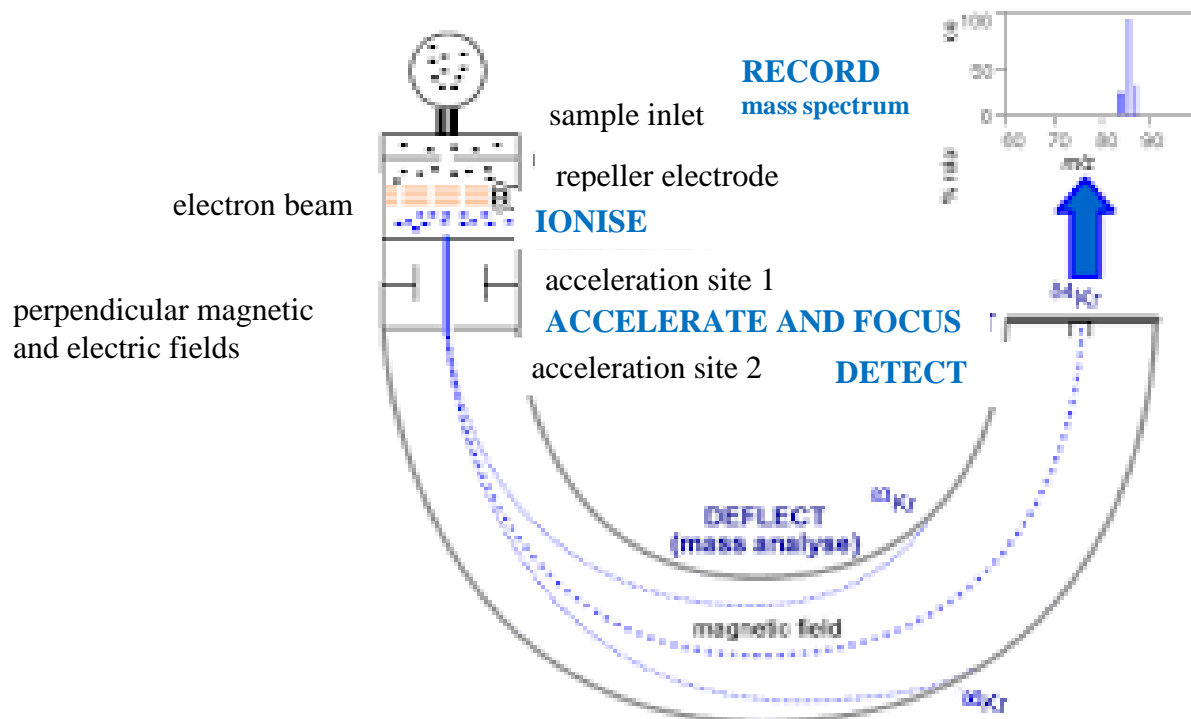 RECORD
mass spectrum
100
50
0
60 70 80 90
m/z
sample inlet
repeller electrode
electron beam
IONISE
acceleration site 1
perpendicular magnetic
and electric fields
ACCELERATE AND FOCUS
acceleration site 2
DETECT
84Kr
DEFLECT
(mass analyse)
magnetic field
Kr
Kr